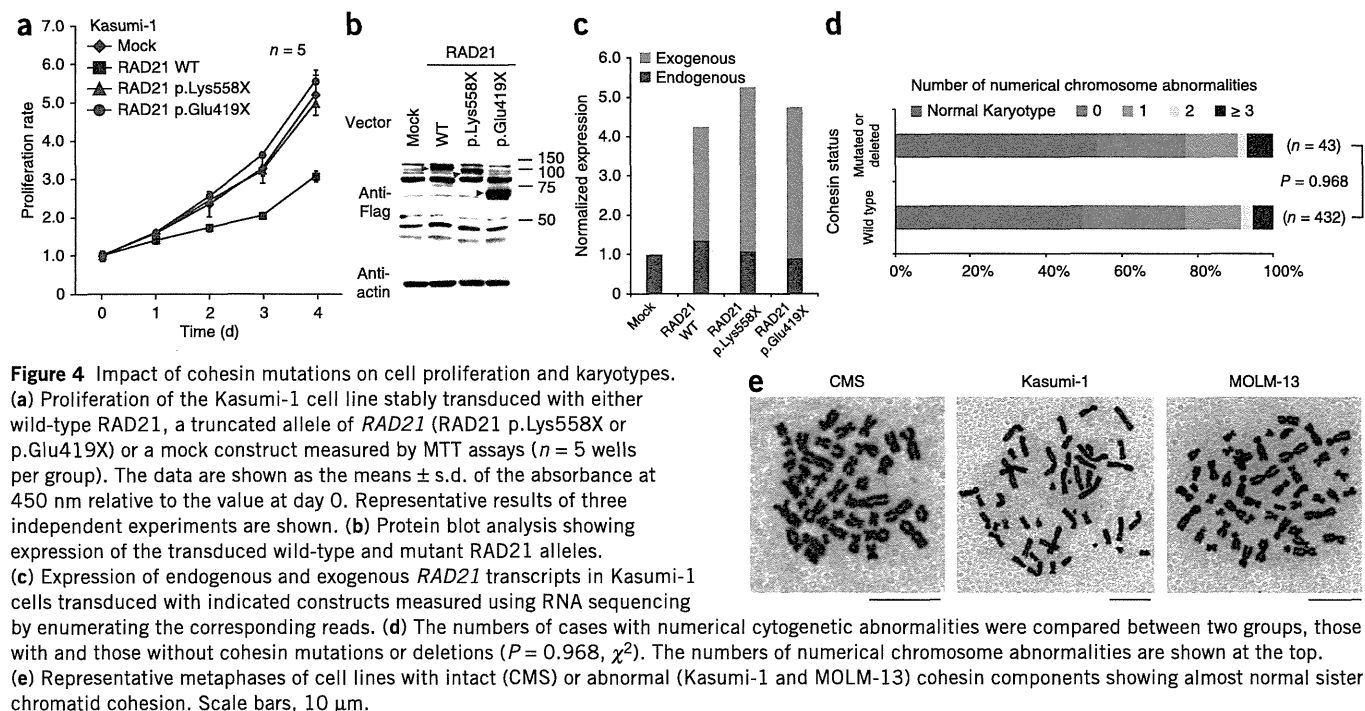 a
7.0
6.0
5.0
4.0
3.0
2.0
1.0
0
Proliferation rate
Kasumi-1
Mock
RAD21 WT
RAD21 p.Lys558X
RAD21 p.Glu419X
n = 5
0 1 2 3 4
Time (d)
b
RAD21
Vector
Mock
WT
p.Lys558X
p.Glu419X
150
100
75
50
Anti-
Flag
Anti-
actin
c
Exogenous
Endogenous
6.0
5.0
4.0
3.0
2.0
1.0
0
Normalized expression
Mock
RAD21
WT
RAD21
p.Lys558X
RAD21
p.Glu419X
d
Number of numerical chromosome abnormalities
Normal Karyotype 0 1 2 ≥ 3
Cohesin status
Mutated or
deleted
Wild type
(n = 43)
P = 0.968
(n = 432)
0% 20% 40% 60% 80% 100%
Figure 4 Impact of cohesin mutations on cell proliferation and karyotypes.
(a) Proliferation of the Kasumi-1 cell line stably transduced with either
wild-type RAD21, a truncated allele of RAD21 (RAD21 p.Lys558X or
p.Glu419X) or a mock construct measured by MTT assays (n = 5 wells
per group). The data are shown as the means ± s.d. of the absorbance at
450 nm relative to the value at day 0. Representative results of three
independent experiments are shown. (b) Protein blot analysis showing
expression of the transduced wild-type and mutant RAD21 alleles.
(c) Expression of endogenous and exogenous RAD21 transcripts in Kasumi-1
cells transduced with indicated constructs measured using RNA sequencing
by enumerating the corresponding reads. (d) The numbers of cases with numerical cytogenetic abnormalities were compared between two groups, those
with and those without cohesin mutations or deletions (P = 0.968, χ²). The numbers of numerical chromosome abnormalities are shown at the top.
(e) Representative metaphases of cell lines with intact (CMS) or abnormal (Kasumi-1 and MOLM-13) cohesin components showing almost normal sister
chromatid cohesion. Scale bars, 10 μm.
e
CMS
Kasumi-1
MOLM-13